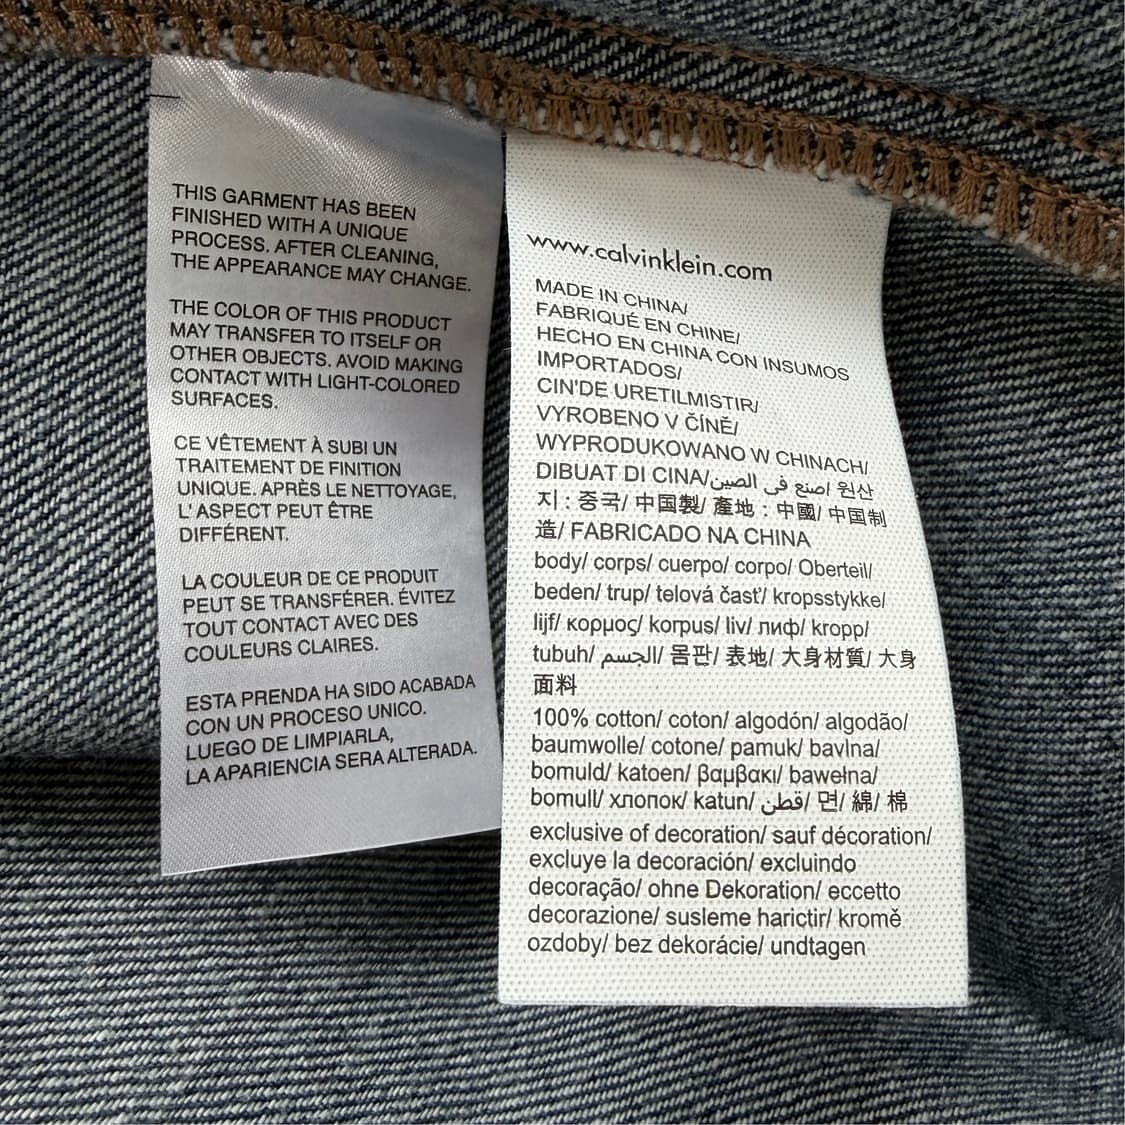 THIS GARMENT HAS BEEN
FINISHED WITH A UNIQUE
PROCESS. AFTER CLEANING,
THE APPEARANCE MAY CHANGE.
THE COLOR OF THIS PRODUCT
MAY TRANSFER TO ITSELF OR
OTHER OBJECTS. AVOID MAKING
CONTACT WITH LIGHT-COLORED
SURFACES.
CE VÊTEMENT À SUBI UN
TRAITEMENT DE FINITION
UNIQUE. APRÈS LE NETTOYAGE,
L' ASPECT PEUT ÊTRE
DIFFÉRENT.
LA COULEUR DE CE PRODUIT
PEUT SE TRANSFÉRER. ÉVITEZ
TOUT CONTACT AVEC DES
COULEURS CLAIRES.
ESTA PRENDA HA SIDO ACABADA
CON UN PROCESO UNICO.
LUEGO DE LIMPIARLA,
LA APARIENCIA SERA ALTERADA.
www.calvinklein.com
MADE IN CHINA/
FABRIQUÉ EN CHINE/
HECHO EN CHINA CON INSUMOS
IMPORTADOS/
CIN'DE URETILMISTIR/
VYROBENO V ČÍNĚ/
WYPRODUKOWANO W CHINACH/
DIBUAT DI CINA/صنع في الصين/ 원산
지 : 중국/ 中国製/ 產地 : 中國/ 中国制
造/ FABRICADO NA CHINA
body/ corps/ cuerpo/ corpo/ Oberteil/
beden/ trup/ telová časť/ kropsstykke/
lijf/ κορμος/ korpus/ liv/ лиф/ kropp/
tubuh/ الجسم/ 몸판/ 表地/ 大身材質/ 大身
面料
100% cotton/ coton/ algodón/ algodão/
baumwolle/ cotone/ pamuk/ bavlna/
bomuld/ katoen/ βαμβακι/ bawełna/
bomull/ хлопок/ katun/ قطن/ 면/ 綿/ 棉
exclusive of decoration/ sauf décoration/
excluye la decoración/ excluindo
decoração/ ohne Dekoration/ eccetto
decorazione/ susleme harictir/ kromě
ozdoby/ bez dekorácie/ undtagen